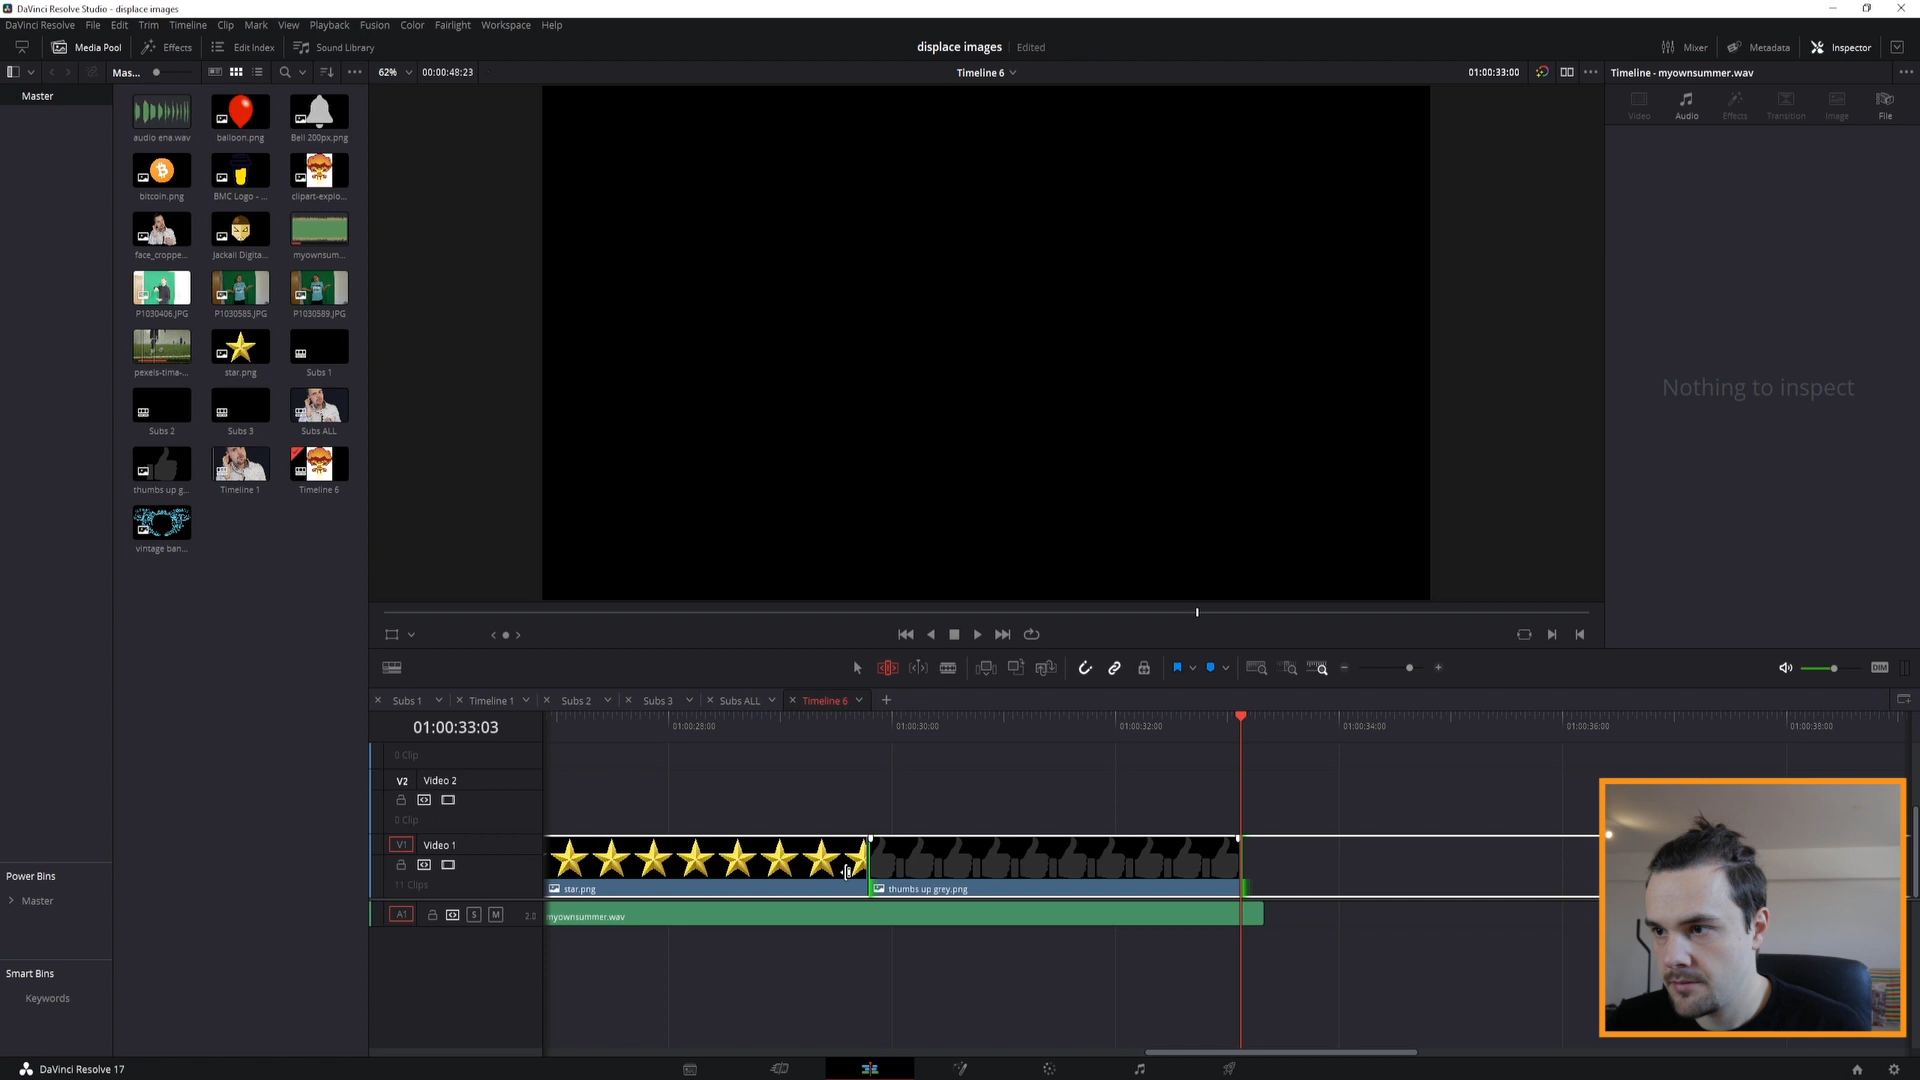 DaVinci Resolve Studio - displace images
DaVinci Resolve File Edit Trim Timeline Clip Mark View Playback Fusion Color Fairlight Workspace Help
Media Pool Effects Edit Index Sound Library
displace images Edited
Mixer Metadata Inspector
Mas... 62% 00:00:48:23
Timeline 6
01:00:33:00
Timeline - myownsummer.wav
Master
Video Audio Effects Transition Image File
audio ena.wav balloon.png Bell 200px.png
bitcoin.png BMC Logo - ... clipart-explo...
face_croppe... Jackall Digita... myownsum...
P1030406.JPG P1030585.JPG P1030589.JPG
pexels-tima-... star.png Subs 1
Subs 2 Subs 3 Subs ALL
thumbs up g... Timeline 1 Timeline 6
vintage ban...
Nothing to inspect
DIM
Subs 1 Timeline 1 Subs 2 Subs 3 Subs ALL Timeline 6
01:00:33:03
01:00:28:00 01:00:30:00 01:00:32:00 01:00:34:00 01:00:36:00 01:00:38:00
0 Clip
V2 Video 2
0 Clip
V1 Video 1
11 Clips
star.png thumbs up grey.png
A1 S M 2.0 myownsummer.wav
Power Bins
Master
Smart Bins
Keywords
DaVinci Resolve 17